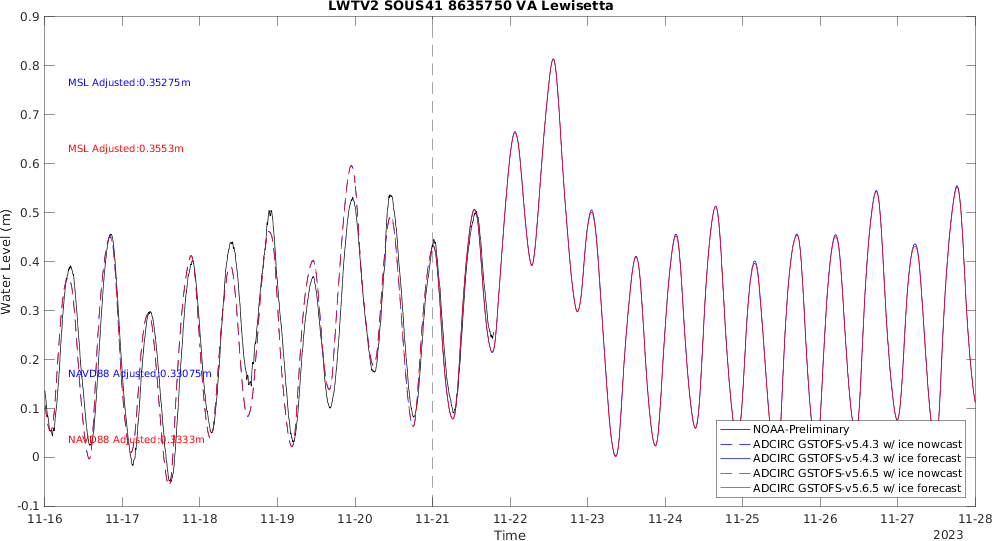 LWTV2 SOUS41 8635750 VA Lewisetta
0.9
0.8
0.7
0.6
0.5
0.4
0.3
0.2
0.1
0
-0.1
Water Level (m)
MSL Adjusted:0.35275m
MSL Adjusted:0.3553m
NAVD88 Adjusted:0.33075m
NAVD88 Adjusted:0.3333m
NOAA-Preliminary
ADCIRC GSTOFS-v5.4.3 w/ ice nowcast
ADCIRC GSTOFS-v5.4.3 w/ ice forecast
ADCIRC GSTOFS-v5.6.5 w/ ice nowcast
ADCIRC GSTOFS-v5.6.5 w/ ice forecast
11-16 11-17 11-18 11-19 11-20 11-21 11-22 11-23 11-24 11-25 11-26 11-27 11-28
Time
2023